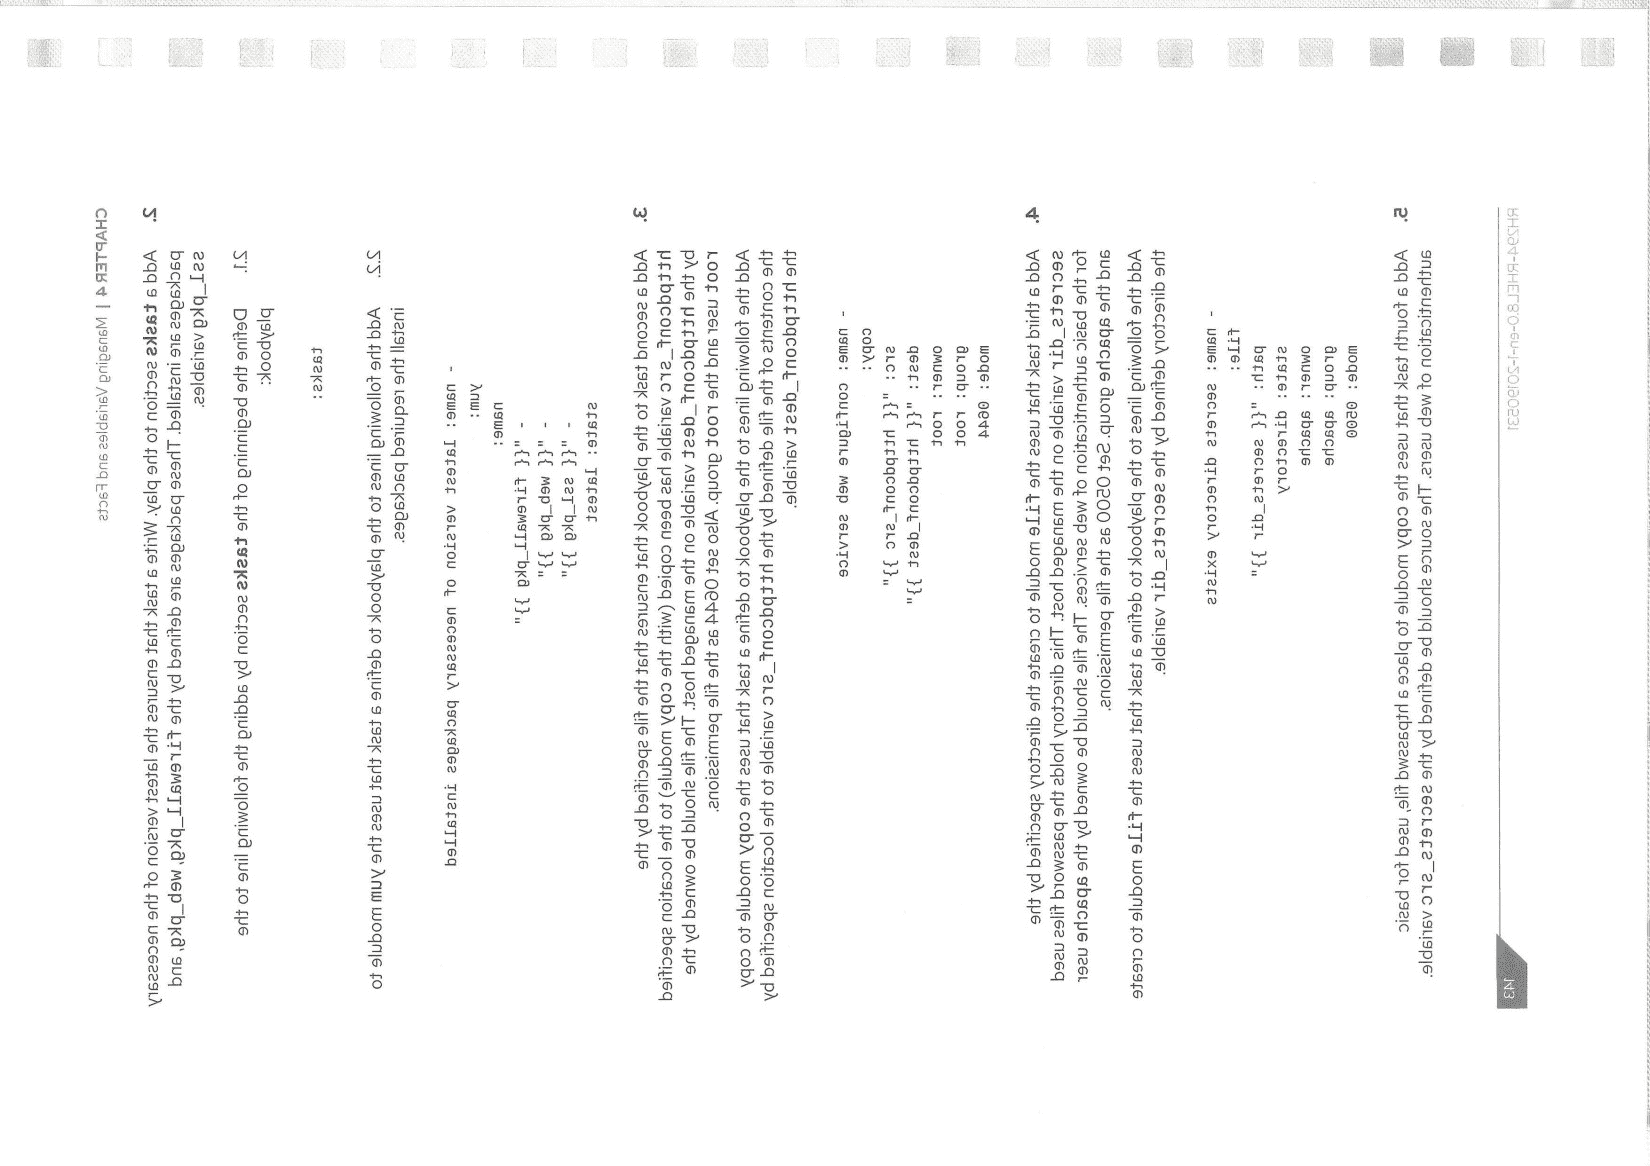 CHAPTER 4 | Managing Variables and Facts
2. Add a tasks section to the play. Write a task that ensures the latest version of the necessary
packages are installed. These packages are defined by the firewall_pkg, web_pkg, and
ssl_pkg variables.
2.1. Define the beginning of the tasks section by adding the following line to the
playbook:
tasks:
2.2. Add the following lines to the playbook to define a task that uses the yum module to
install the required packages.
- name: latest version of necessary packages installed
yum:
name:
- "{{ firewall_pkg }}"
- "{{ web_pkg }}"
- "{{ ssl_pkg }}"
state: latest
3. Add a second task to the playbook that ensures that the file specified by the
httpdconf_src variable has been copied (with the copy module) to the location specified
by the httpdconf_dest variable on the managed host. The file should be owned by the
root user and the root group. Also set 0644 as the file permissions.
Add the following lines to the playbook to define a task that uses the copy module to copy
the contents of the file defined by the httpdconf_src variable to the location specified by
the httpdconf_dest variable.
- name: configure web service
copy:
src: "{{ httpdconf_src }}"
dest: "{{ httpdconf_dest }}"
owner: root
group: root
mode: 0644
4. Add a third task that uses the file module to create the directory specified by the
secrets_dir variable on the managed host. This directory holds the password files used
for the basic authentication of web services. The file should be owned by the apache user
and the apache group. Set 0500 as the file permissions.
Add the following lines to the playbook to define a task that uses the file module to create
the directory defined by the secrets_dir variable.
- name: secrets directory exists
file:
path: "{{ secrets_dir }}"
state: directory
owner: apache
group: apache
mode: 0500
5. Add a fourth task that uses the copy module to place a htpasswd file, used for basic
authentication of web users. The source should be defined by the secrets_src variable.
RH294-RHEL8.0-en-1-20190531
143